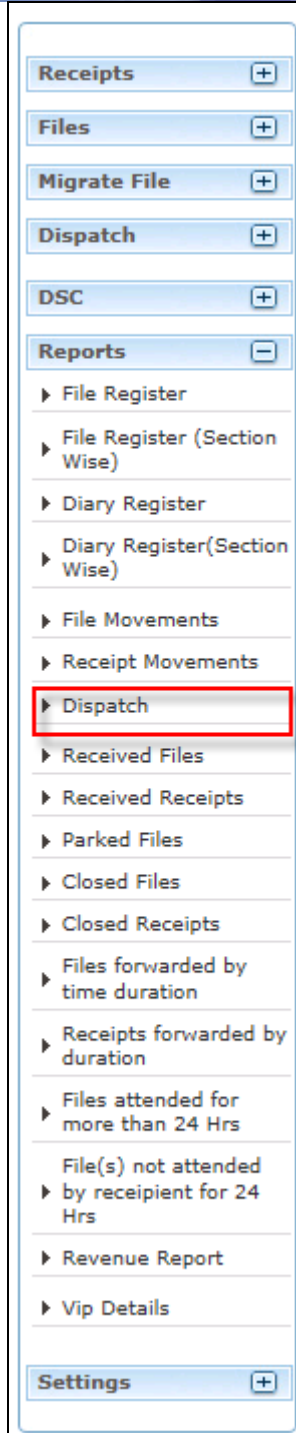 Receipts
Files
Migrate File
Dispatch
DSC
Reports
File Register
File Register (Section
Wise)
Diary Register
Diary Register(Section
Wise)
File Movements
Receipt Movements
Dispatch
Received Files
Received Receipts
Parked Files
Closed Files
Closed Receipts
Files forwarded by
time duration
Receipts forwarded by
duration
Files attended for
more than 24 Hrs
File(s) not attended
by receipient for 24
Hrs
Revenue Report
Vip Details
Settings